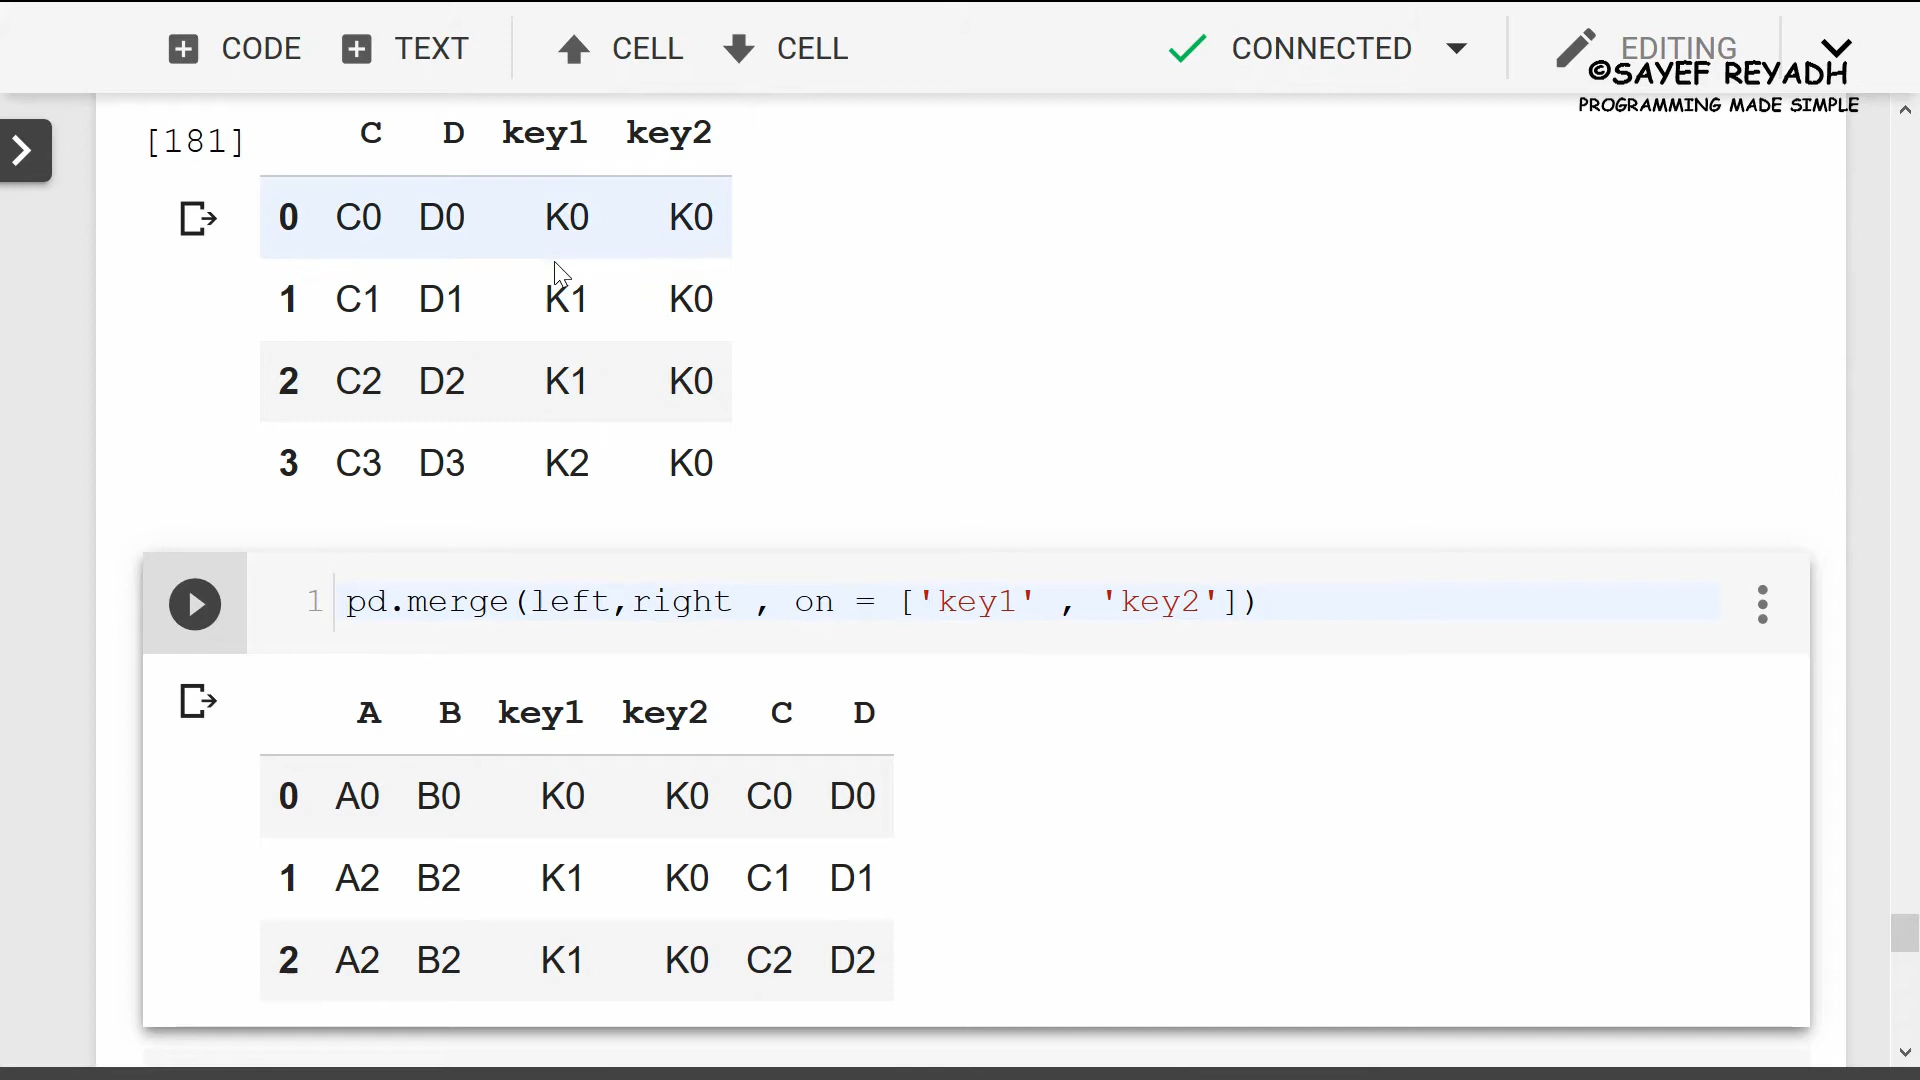 CODE TEXT CELL CELL CONNECTED EDITING
©SAYEF REYADH
PROGRAMMING MADE SIMPLE
[181] C D key1 key2
0 C0 D0 K0 K0
1 C1 D1 K1 K0
2 C2 D2 K1 K0
3 C3 D3 K2 K0
1 pd.merge(left,right , on = ['key1' , 'key2'])
A B key1 key2 C D
0 A0 B0 K0 K0 C0 D0
1 A2 B2 K1 K0 C1 D1
2 A2 B2 K1 K0 C2 D2